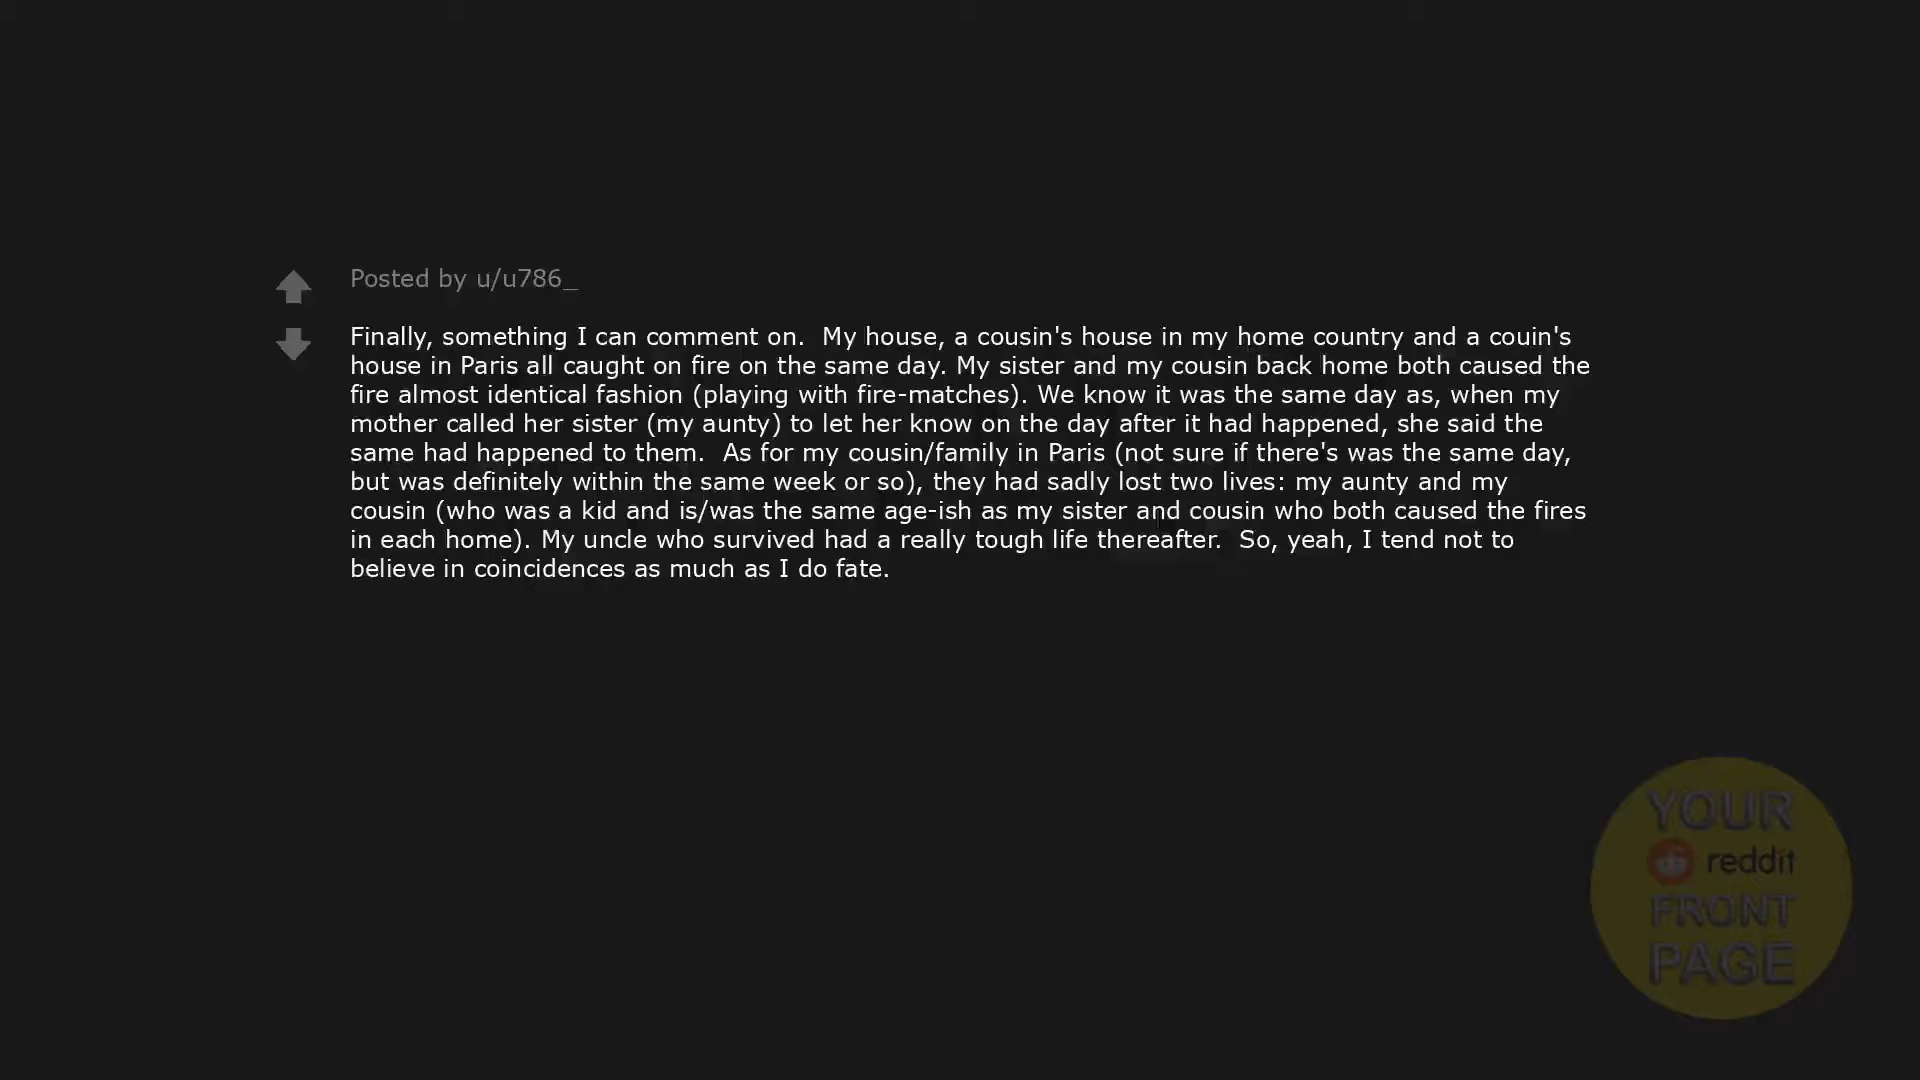 Posted by u/u786_
Finally, something I can comment on.  My house, a cousin's house in my home country and a couin's
house in Paris all caught on fire on the same day. My sister and my cousin back home both caused the
fire almost identical fashion (playing with fire-matches). We know it was the same day as, when my
mother called her sister (my aunty) to let her know on the day after it had happened, she said the
same had happened to them.  As for my cousin/family in Paris (not sure if there's was the same day,
but was definitely within the same week or so), they had sadly lost two lives: my aunty and my
cousin (who was a kid and is/was the same age-ish as my sister and cousin who both caused the fires
in each home). My uncle who survived had a really tough life thereafter.  So, yeah, I tend not to
believe in coincidences as much as I do fate.
YOUR
reddit
FRONT
PAGE